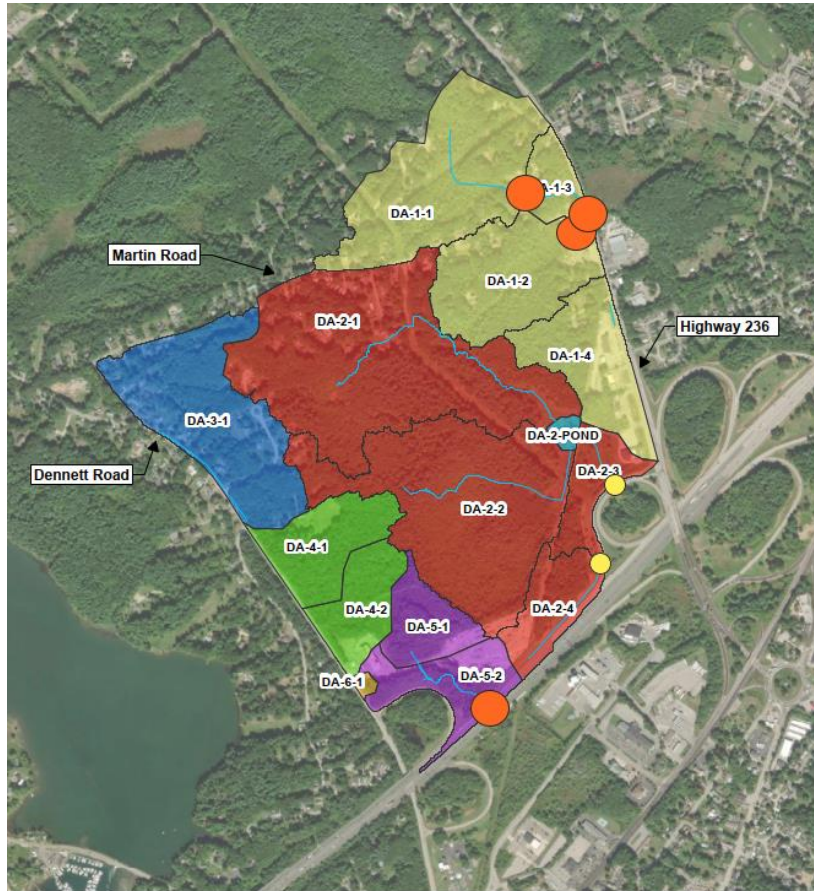 DA-1-3
DA-1-1
Martin Road
DA-1-2
DA-2-1
Highway 236
DA-1-4
DA-3-1
DA-2-POND
DA-2-3
Dennett Road
DA-2-2
DA-4-1
DA-4-2
DA-2-4
DA-5-1
DA-5-2
DA-6-1